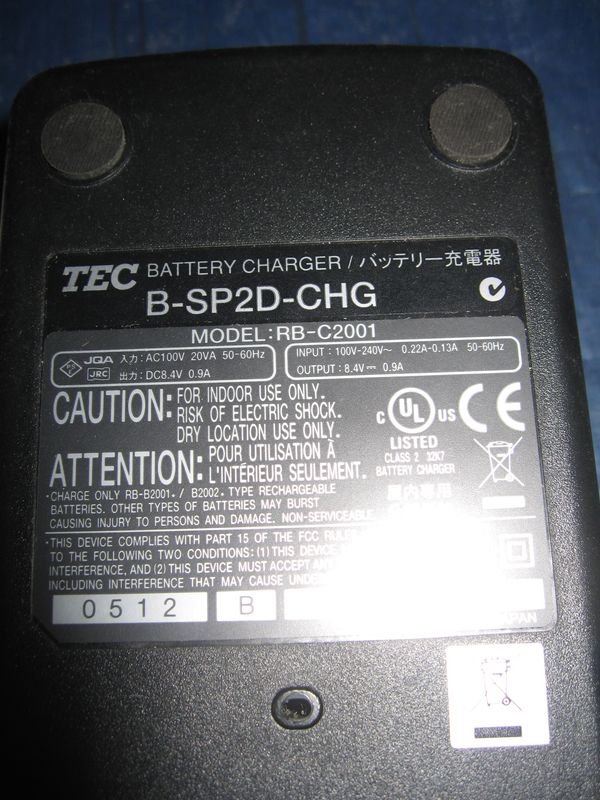 TEC BATTERY CHARGER / バッテリー充電器
B-SP2D-CHG
MODEL:RB-C2001
JQA 入力:AC100V 20VA 50-60Hz
JRC 出力:DC8.4V 0.9A
INPUT : 100V-240V～ 0.22A-0.13A 50-60Hz
OUTPUT : 8.4V⎓ 0.9A
CAUTION: FOR INDOOR USE ONLY.
RISK OF ELECTRIC SHOCK.
DRY LOCATION USE ONLY.
ATTENTION: POUR UTILISATION À
L'INTÉRIEUR SEULEMENT.
C UL US CE
LISTED
CLASS 2 32K7
BATTERY CHARGER
屋内専用
·CHARGE ONLY RB-B2001. / B2002. TYPE RECHARGEABLE
BATTERIES. OTHER TYPES OF BATTERIES MAY BURST
CAUSING INJURY TO PERSONS AND DAMAGE. NON-SERVICEABLE
·THIS DEVICE COMPLIES WITH PART 15 OF THE FCC RULES
TO THE FOLLOWING TWO CONDITIONS: (1) THIS DEVICE
INTERFERENCE, AND (2) THIS DEVICE MUST ACCEPT ANY
INCLUDING INTERFERENCE THAT MAY CAUSE
0512 B
JAPAN